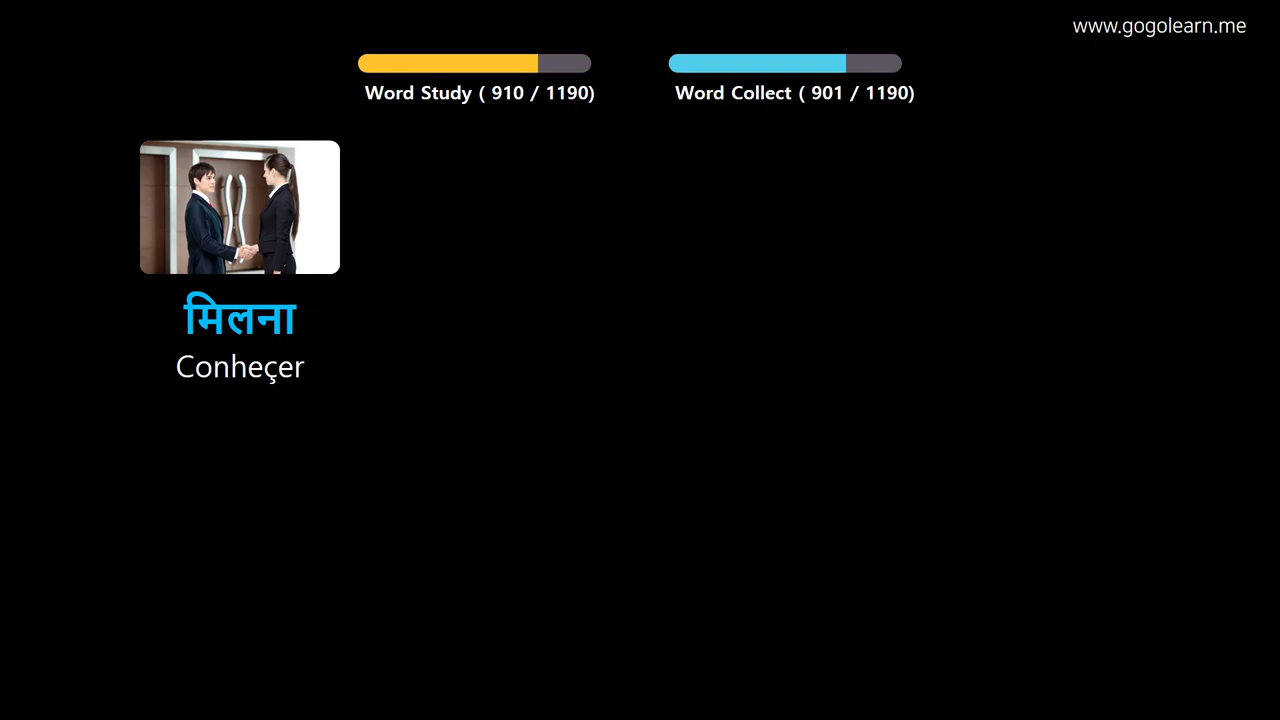 www.gogolearn.me
Word Study ( 910 / 1190)
Word Collect ( 901 / 1190)
मिलना
Conheçer